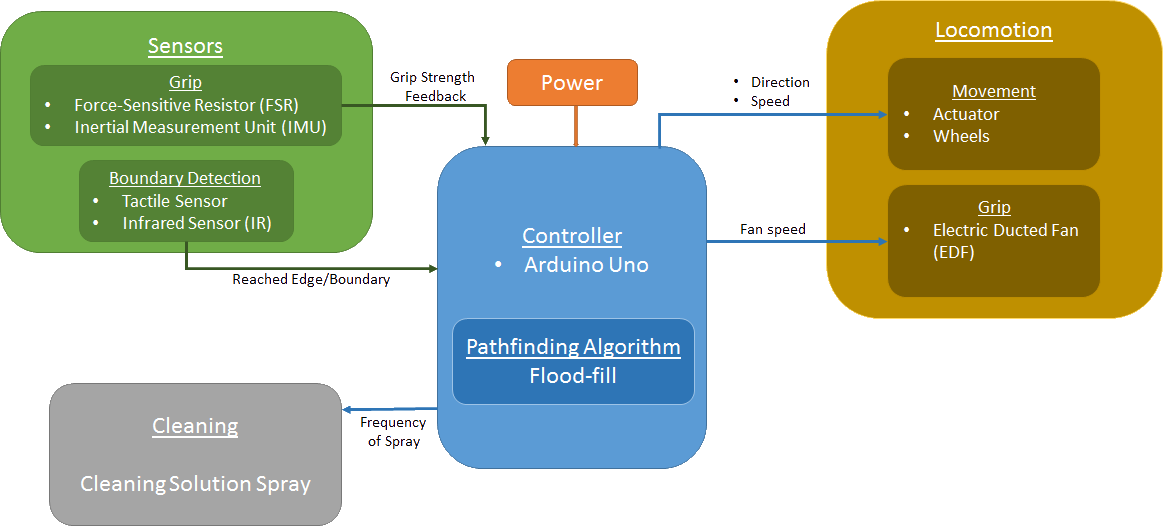 Sensors
Grip
• Force-Sensitive Resistor (FSR)
• Inertial Measurement Unit (IMU)
Boundary Detection
• Tactile Sensor
• Infrared Sensor (IR)
Grip Strength
Feedback
Reached Edge/Boundary
Power
Controller
• Arduino Uno
Pathfinding Algorithm
Flood-fill
• Direction
• Speed
Fan speed
Locomotion
Movement
• Actuator
• Wheels
Grip
• Electric Ducted Fan
(EDF)
Frequency
of Spray
Cleaning
Cleaning Solution Spray